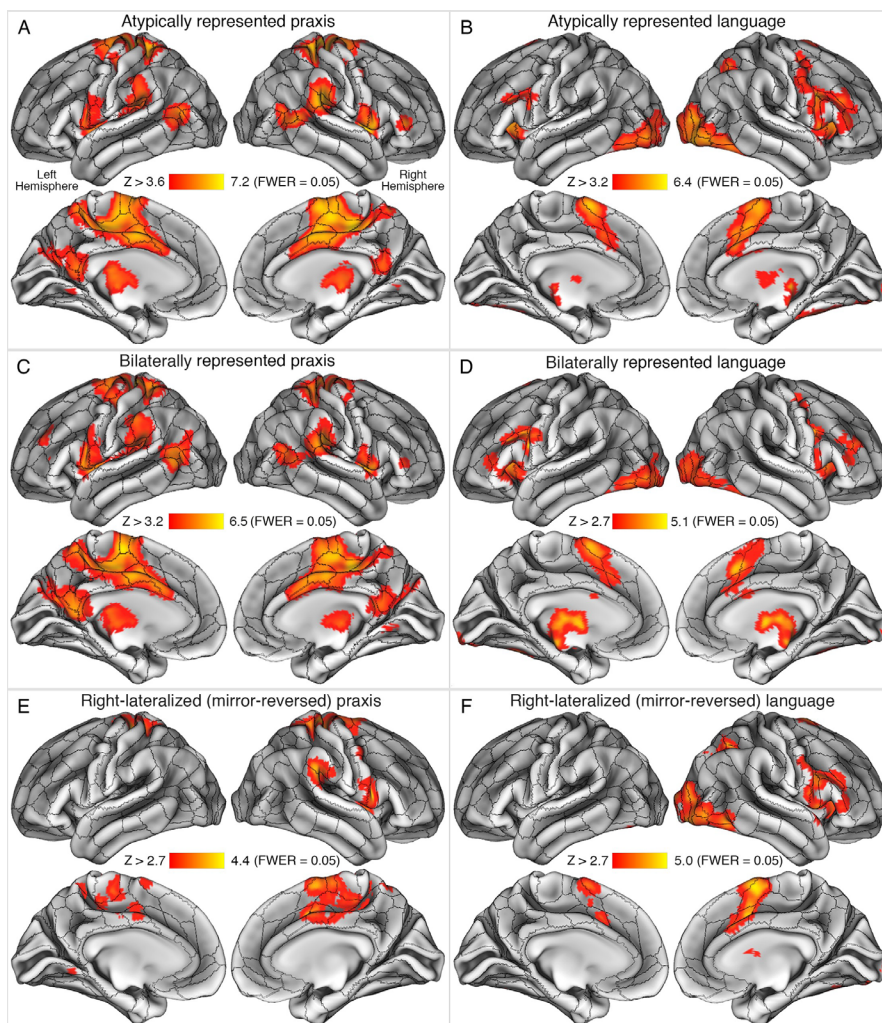 A Atypically represented praxis
B Atypically represented language
Left Hemisphere
Z > 3.6 7.2 (FWER = 0.05)
Right Hemisphere
Z > 3.2 6.4 (FWER = 0.05)
C Bilaterally represented praxis
D Bilaterally represented language
Z > 3.2 6.5 (FWER = 0.05)
Z > 2.7 5.1 (FWER = 0.05)
E Right-lateralized (mirror-reversed) praxis
F Right-lateralized (mirror-reversed) language
Z > 2.7 4.4 (FWER = 0.05)
Z > 2.7 5.0 (FWER = 0.05)